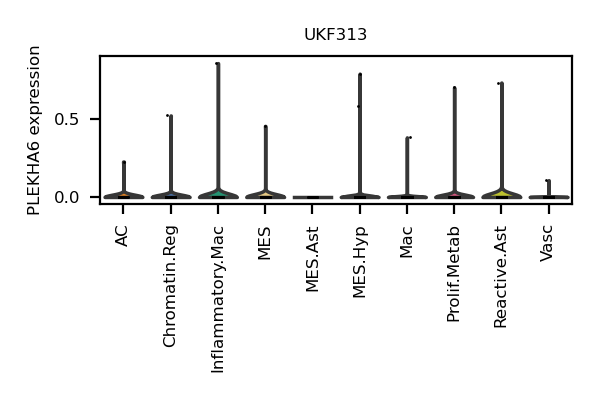 UKF313
PLEKHA6 expression
0.5
0.0
AC
Chromatin.Reg
Inflammatory.Mac
MES
MES.Ast
MES.Hyp
Mac
Prolif.Metab
Reactive.Ast
Vasc